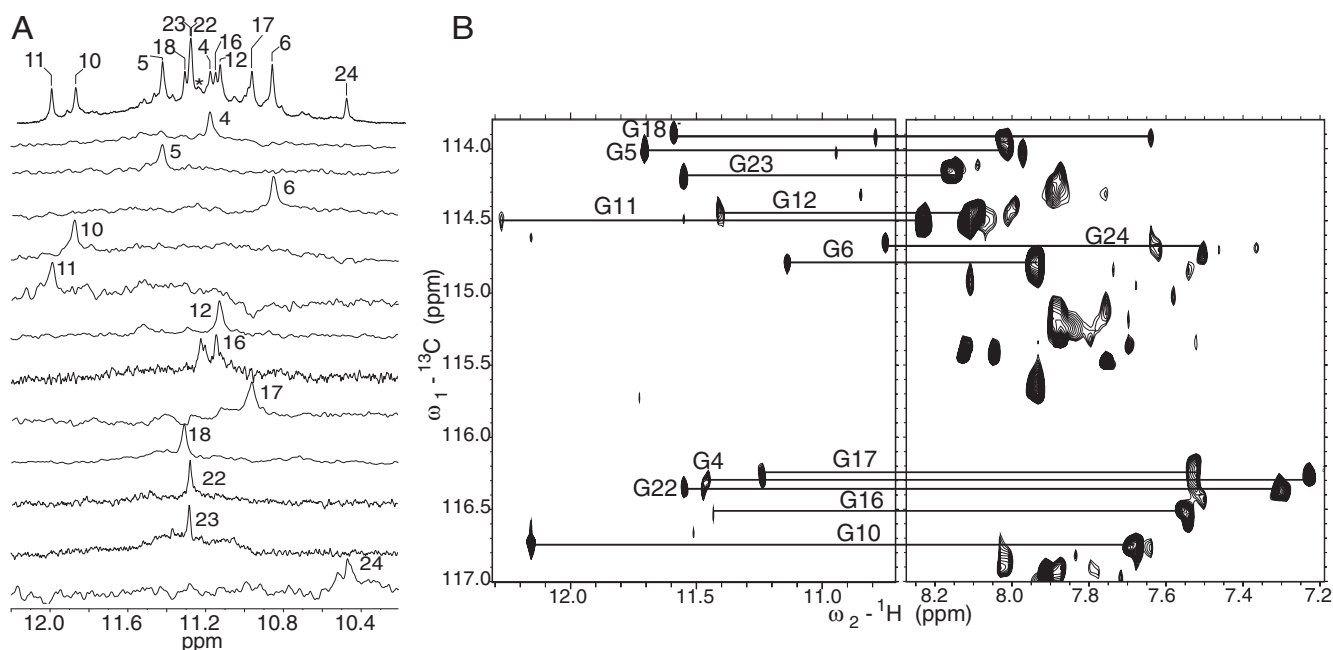 A
B
23 22
18 4 16 12 17 6
11 10 5 * 24
4
5
6
10
11
12
16
17
18
22
23
24
12.0 11.6 11.2 10.8 10.4
ppm
114.0
114.5
115.0
115.5
116.0
116.5
117.0
ω1 - 13C (ppm)
G18
G5
G23
G11 G12
G24
G6
G4 G17
G22
G16
G10
12.0 11.5 11.0 8.2 8.0 7.8 7.6 7.4 7.2
ω2 - 1H (ppm)